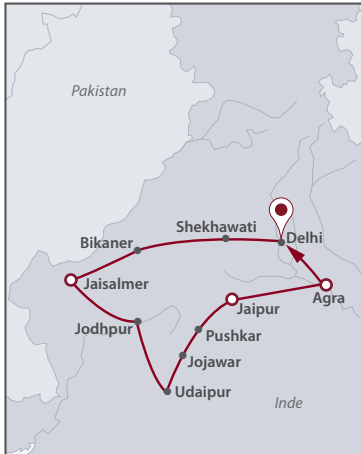 Pakistan
Shekhawati
Delhi
Bikaner
Jaisalmer
Jaipur
Agra
Jodhpur
Pushkar
Jojawar
Udaipur
Inde